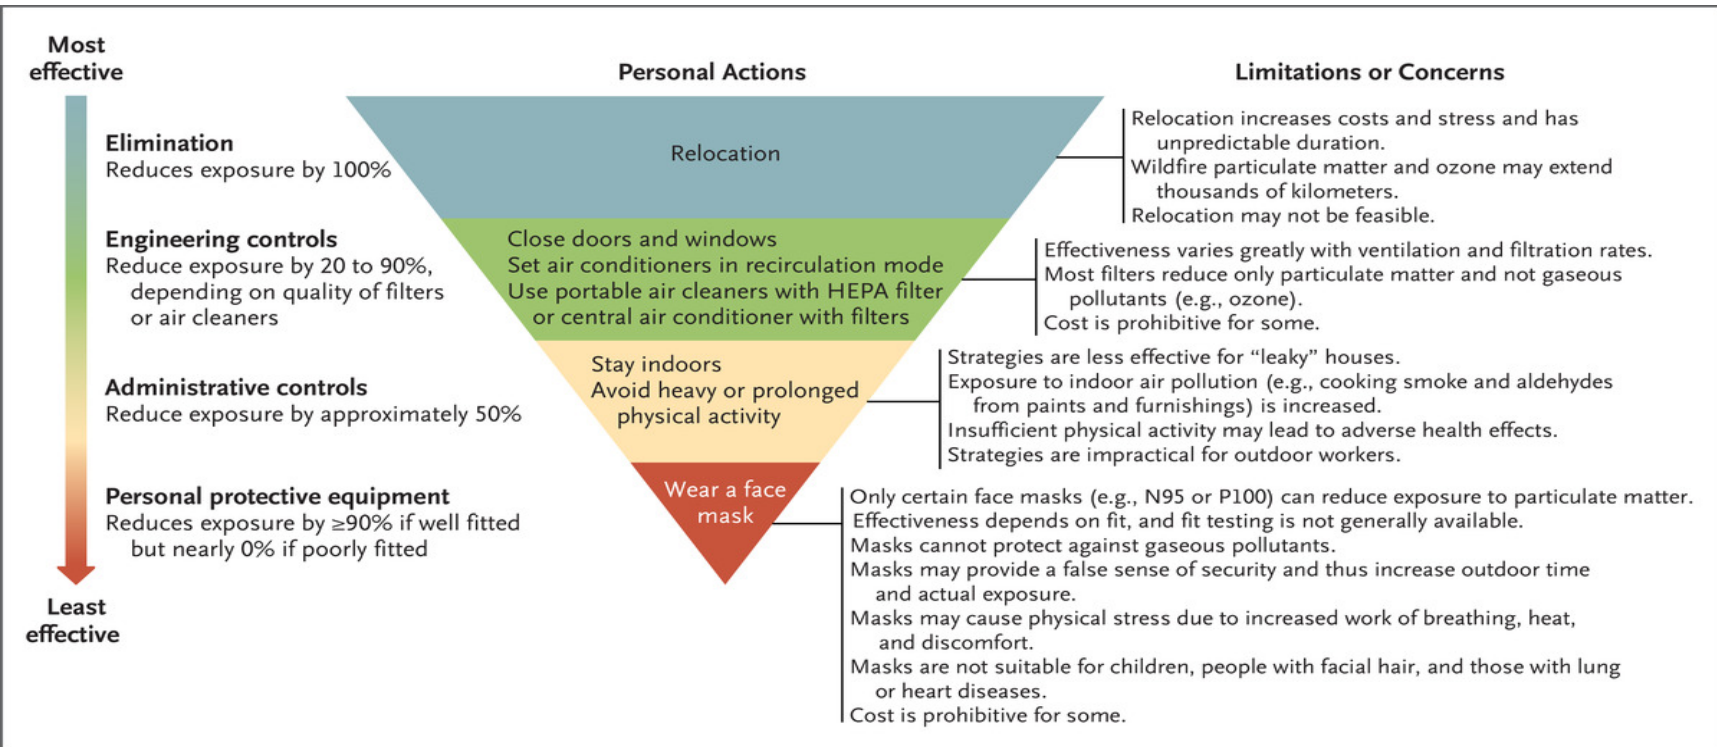 Most
effective
Personal Actions
Limitations or Concerns
Elimination
Reduces exposure by 100%
Relocation
Relocation increases costs and stress and has
unpredictable duration.
Wildfire particulate matter and ozone may extend
thousands of kilometers.
Relocation may not be feasible.
Engineering controls
Reduce exposure by 20 to 90%,
depending on quality of filters
or air cleaners
Close doors and windows
Set air conditioners in recirculation mode
Use portable air cleaners with HEPA filter
or central air conditioner with filters
Effectiveness varies greatly with ventilation and filtration rates.
Most filters reduce only particulate matter and not gaseous
pollutants (e.g., ozone).
Cost is prohibitive for some.
Administrative controls
Reduce exposure by approximately 50%
Stay indoors
Avoid heavy or prolonged
physical activity
Strategies are less effective for “leaky” houses.
Exposure to indoor air pollution (e.g., cooking smoke and aldehydes
from paints and furnishings) is increased.
Insufficient physical activity may lead to adverse health effects.
Strategies are impractical for outdoor workers.
Personal protective equipment
Reduces exposure by ≥90% if well fitted
but nearly 0% if poorly fitted
Wear a face
mask
Only certain face masks (e.g., N95 or P100) can reduce exposure to particulate matter.
Effectiveness depends on fit, and fit testing is not generally available.
Masks cannot protect against gaseous pollutants.
Masks may provide a false sense of security and thus increase outdoor time
and actual exposure.
Masks may cause physical stress due to increased work of breathing, heat,
and discomfort.
Masks are not suitable for children, people with facial hair, and those with lung
or heart diseases.
Cost is prohibitive for some.
Least
effective